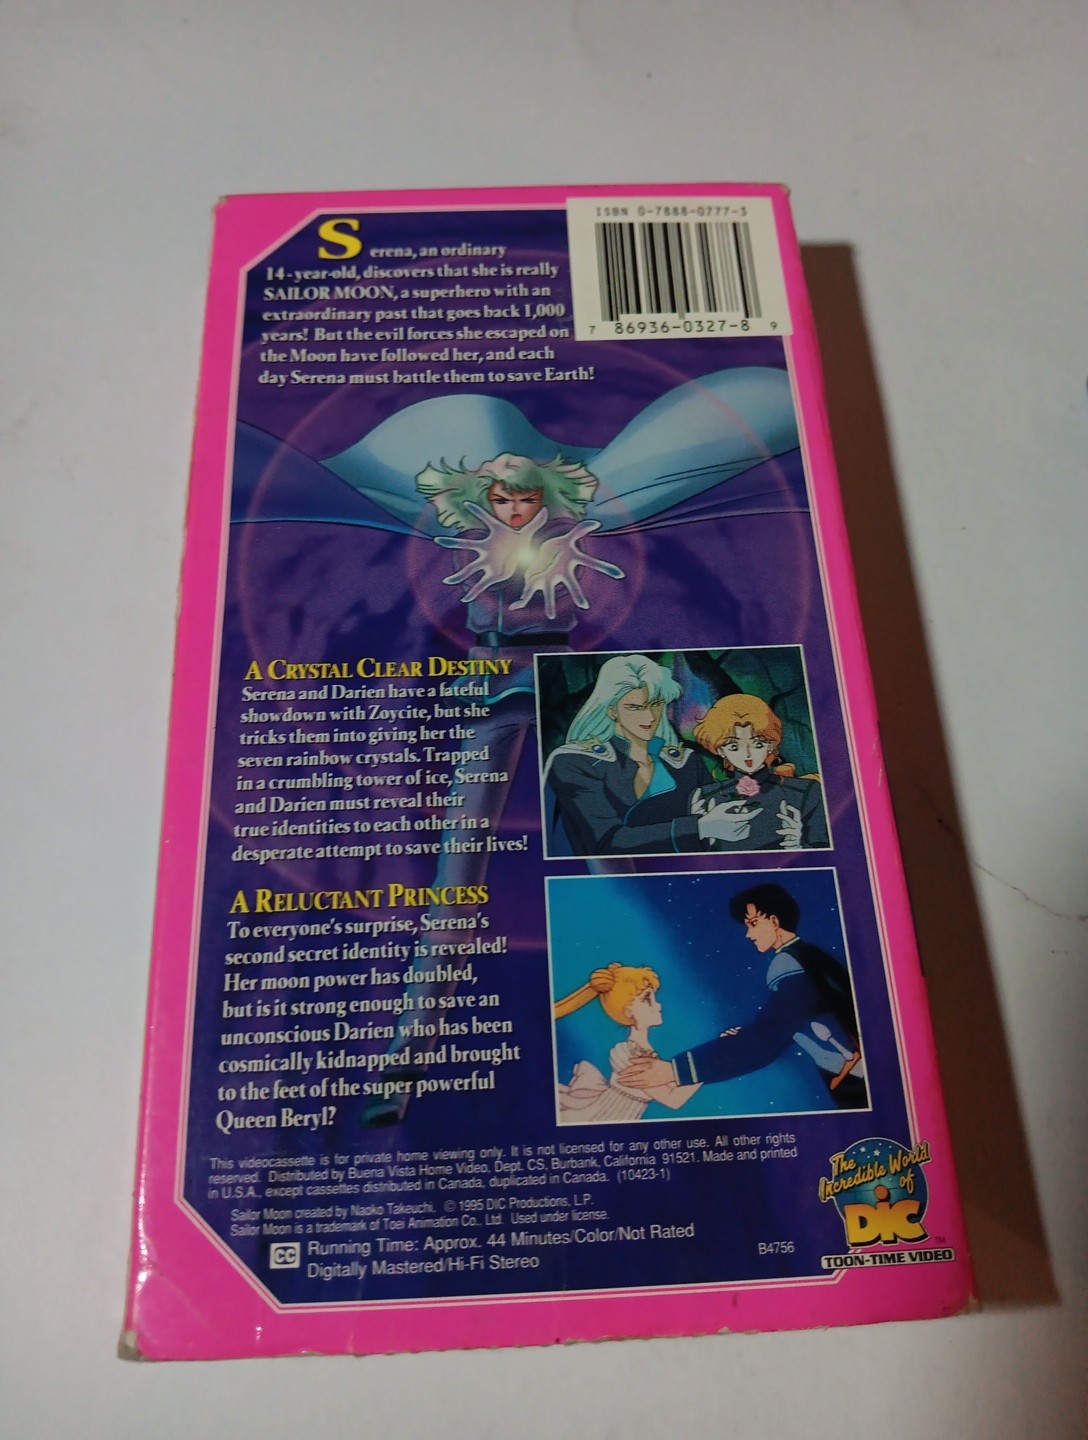 Serena, an ordinary
14-year-old, discovers that she is really
SAILOR MOON, a superhero with an
extraordinary past that goes back 1,000
years! But the evil forces she escaped on
the Moon have followed her, and each
day Serena must battle them to save Earth!
ISBN 0-7888-0777-3
7 86936-0327-8 9
A CRYSTAL CLEAR DESTINY
Serena and Darien have a fateful
showdown with Zoycite, but she
tricks them into giving her the
seven rainbow crystals. Trapped
in a crumbling tower of ice, Serena
and Darien must reveal their
true identities to each other in a
desperate attempt to save their lives!
A RELUCTANT PRINCESS
To everyone's surprise, Serena's
second secret identity is revealed!
Her moon power has doubled,
but is it strong enough to save an
unconscious Darien who has been
cosmically kidnapped and brought
to the feet of the super powerful
Queen Beryl?
This videocassette is for private home viewing only. It is not licensed for any other use. All other rights
reserved. Distributed by Buena Vista Home Video, Dept. CS, Burbank, California 91521. Made and printed
in U.S.A., except cassettes distributed in Canada, duplicated in Canada. (10423-1)
Sailor Moon created by Naoko Takeuchi. © 1995 DIC Productions, L.P.
Sailor Moon is a trademark of Toei Animation Co., Ltd. Used under license.
CC Running Time: Approx. 44 Minutes/Color/Not Rated
Digitally Mastered/Hi-Fi Stereo
B4756
The
Incredible World
of
DIC
TM
TOON-TIME VIDEO